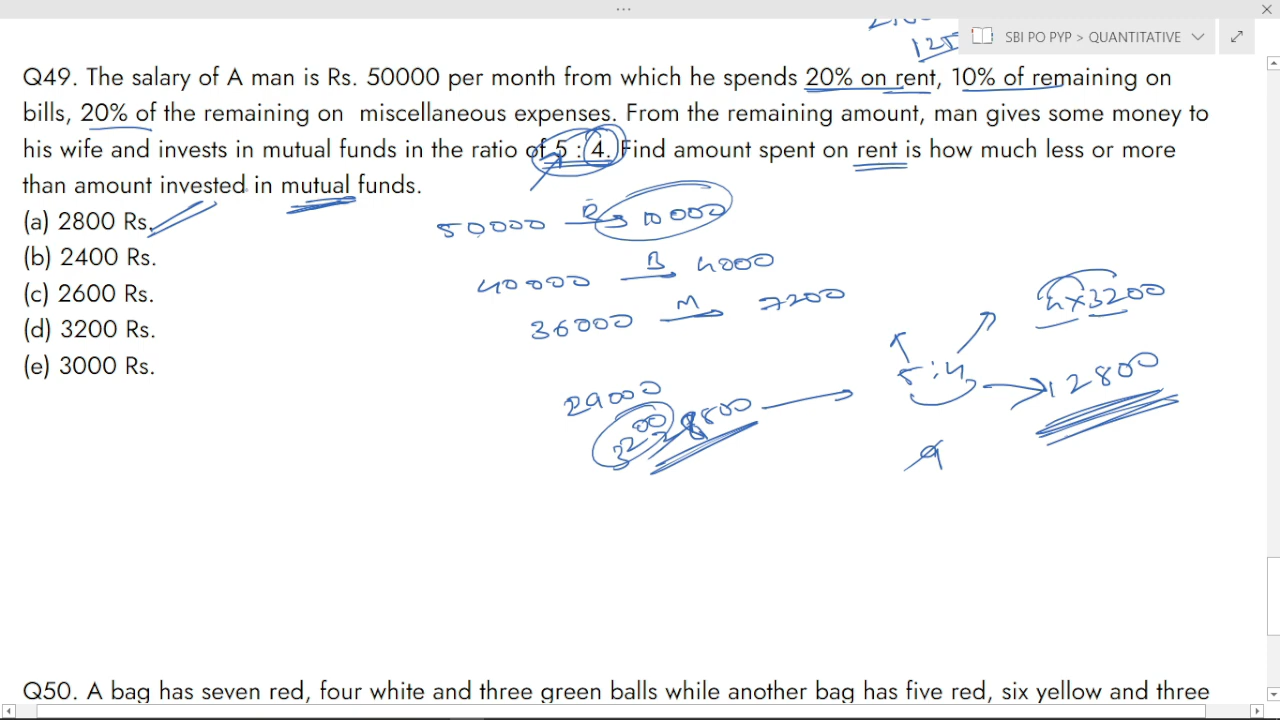 SBI PO PYP > QUANTITATIVE
125
Q49. The salary of A man is Rs. 50000 per month from which he spends 20% on rent, 10% of remaining on
bills, 20% of the remaining on miscellaneous expenses. From the remaining amount, man gives some money to
his wife and invests in mutual funds in the ratio of 5 : 4. Find amount spent on rent is how much less or more
than amount invested in mutual funds.
(a) 2800 Rs.
(b) 2400 Rs.
(c) 2600 Rs.
(d) 3200 Rs.
(e) 3000 Rs.
50000 R 10000
40000 B 4000
36000 M 7200
4x3200
5:4
12800
29000
3200
28800
9
Q50. A bag has seven red, four white and three green balls while another bag has five red, six yellow and three